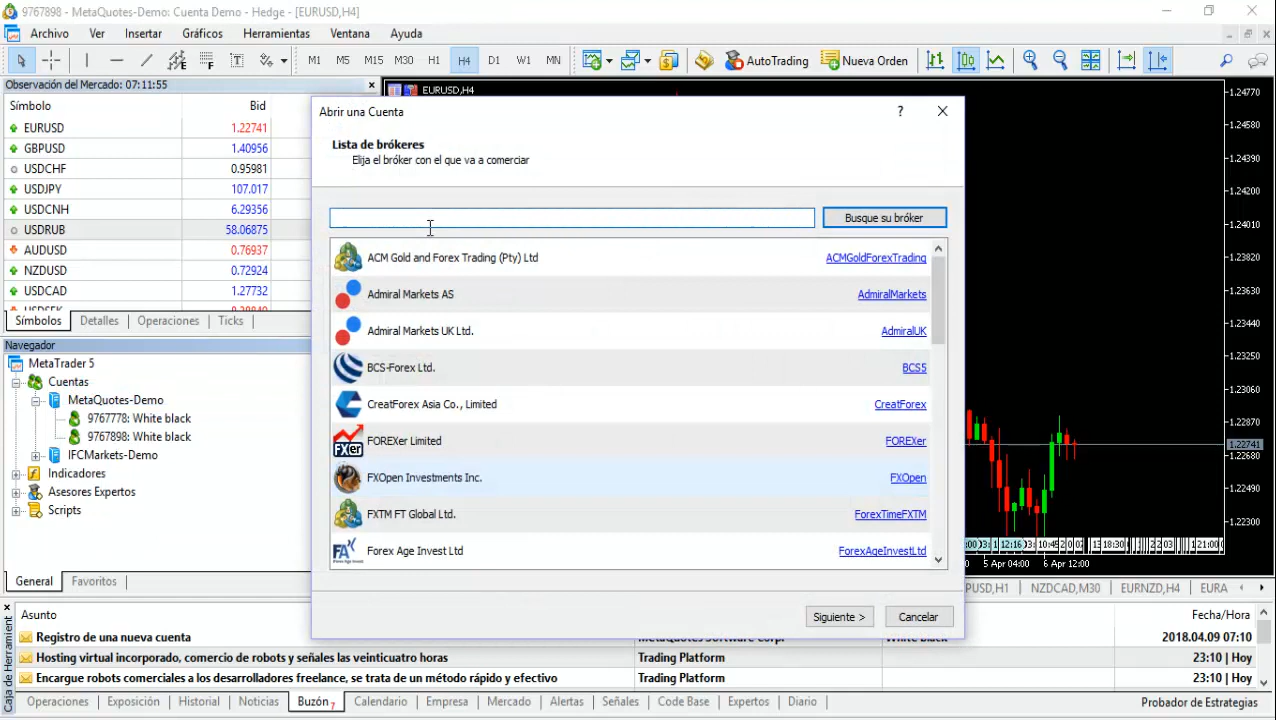 9767898 - MetaQuotes-Demo: Cuenta Demo - Hedge - [EURUSD,H4]
Archivo Ver Insertar Gráficos Herramientas Ventana Ayuda
M1 M5 M15 M30 H1 H4 D1 W1 MN AutoTrading Nueva Orden
Observación del Mercado: 07:11:55
Símbolo Bid
EURUSD 1.22741
GBPUSD 1.40956
USDCHF 0.95981
USDJPY 107.017
USDCNH 6.29356
USDRUB 58.06875
AUDUSD 0.76937
NZDUSD 0.72924
USDCAD 1.27732
Símbolos Detalles Operaciones Ticks
Navegador
MetaTrader 5
Cuentas
MetaQuotes-Demo
9767778: White black
9767898: White black
IFCMarkets-Demo
Indicadores
Asesores Expertos
Scripts
General Favoritos
EURUSD,H4
Abrir una Cuenta
Lista de brókeres
Elija el bróker con el que va a comerciar
Busque su bróker
ACM Gold and Forex Trading (Pty) Ltd ACMGoldForexTrading
Admiral Markets AS AdmiralMarkets
Admiral Markets UK Ltd. AdmiralUK
BCS-Forex Ltd. BCS5
CreatForex Asia Co., Limited CreatForex
FOREXer Limited FOREXer
FXOpen Investments Inc. FXOpen
FXTM FT Global Ltd. ForexTimeFXTM
Forex Age Invest Ltd ForexAgeInvestLtd
Siguiente > Cancelar
1.24770
1.24580
1.24390
1.24200
1.24010
1.23820
1.23630
1.23440
1.23250
1.23060
1.22870
1.22741
1.22680
1.22490
1.22300
5 Apr 04:00 6 Apr 12:00
PUSD,H1 NZDCAD,M30 EURNZD,H4 EURA
Asunto Fecha/Hora
Registro de una nueva cuenta 2018.04.09 07:10
Hosting virtual incorporado, comercio de robots y señales las veinticuatro horas Trading Platform 23:10 | Hoy
Encargue robots comerciales a los desarrolladores freelance, se trata de un método rápido y efectivo Trading Platform 23:10 | Hoy
Operaciones Exposición Historial Noticias Buzón 7 Calendario Empresa Mercado Alertas Señales Code Base Expertos Diario Probador de Estrategias
Caja de Herramient